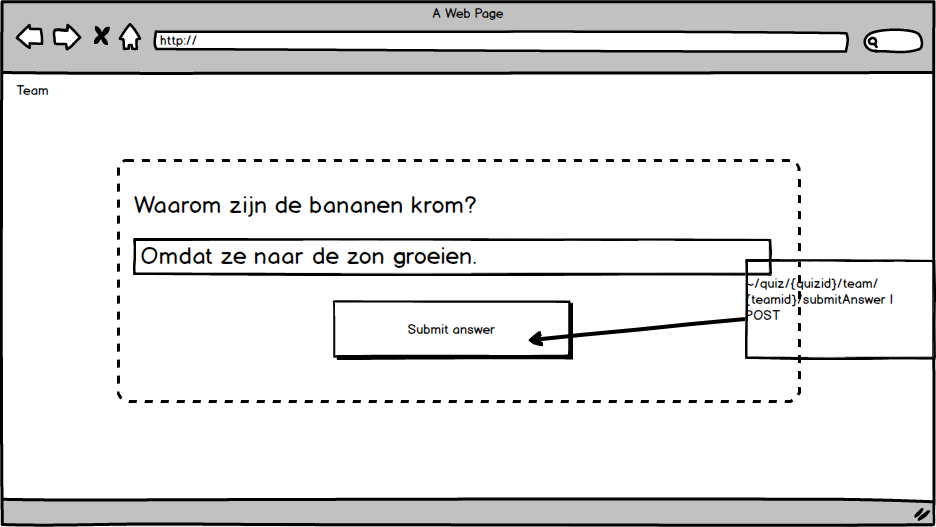 A Web Page
http://
Team
Waarom zijn de bananen krom?
Omdat ze naar de zon groeien.
~/quiz/{quizid}/team/
{teamid}/submitAnswer |
POST
Submit answer